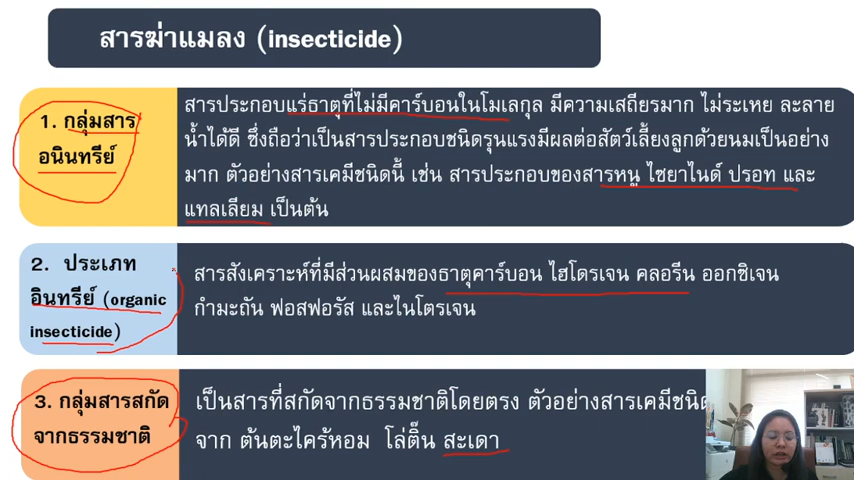 สารฆ่าแมลง (insecticide)
1. กลุ่มสาร
อนินทรีย์
สารประกอบแร่ธาตุที่ไม่มีคาร์บอนในโมเลกุล มีความเสถียรมาก ไม่ระเหย ละลาย
น้ำได้ดี ซึ่งถือว่าเป็นสารประกอบชนิดรุนแรงมีผลต่อสัตว์เลี้ยงลูกด้วยนมเป็นอย่าง
มาก ตัวอย่างสารเคมีชนิดนี้ เช่น สารประกอบของสารหนู ไซยาไนด์ ปรอท และ
แทลเลียม เป็นต้น
2. ประเภท
อินทรีย์ (organic
insecticide)
สารสังเคราะห์ที่มีส่วนผสมของธาตุคาร์บอน ไฮโดรเจน คลอรีน ออกซิเจน
กำมะถัน ฟอสฟอรัส และไนโตรเจน
3. กลุ่มสารสกัด
จากธรรมชาติ
เป็นสารที่สกัดจากธรรมชาติโดยตรง ตัวอย่างสารเคมีชนิด
จาก ต้นตะไคร้หอม โล่ติ๊น สะเดา